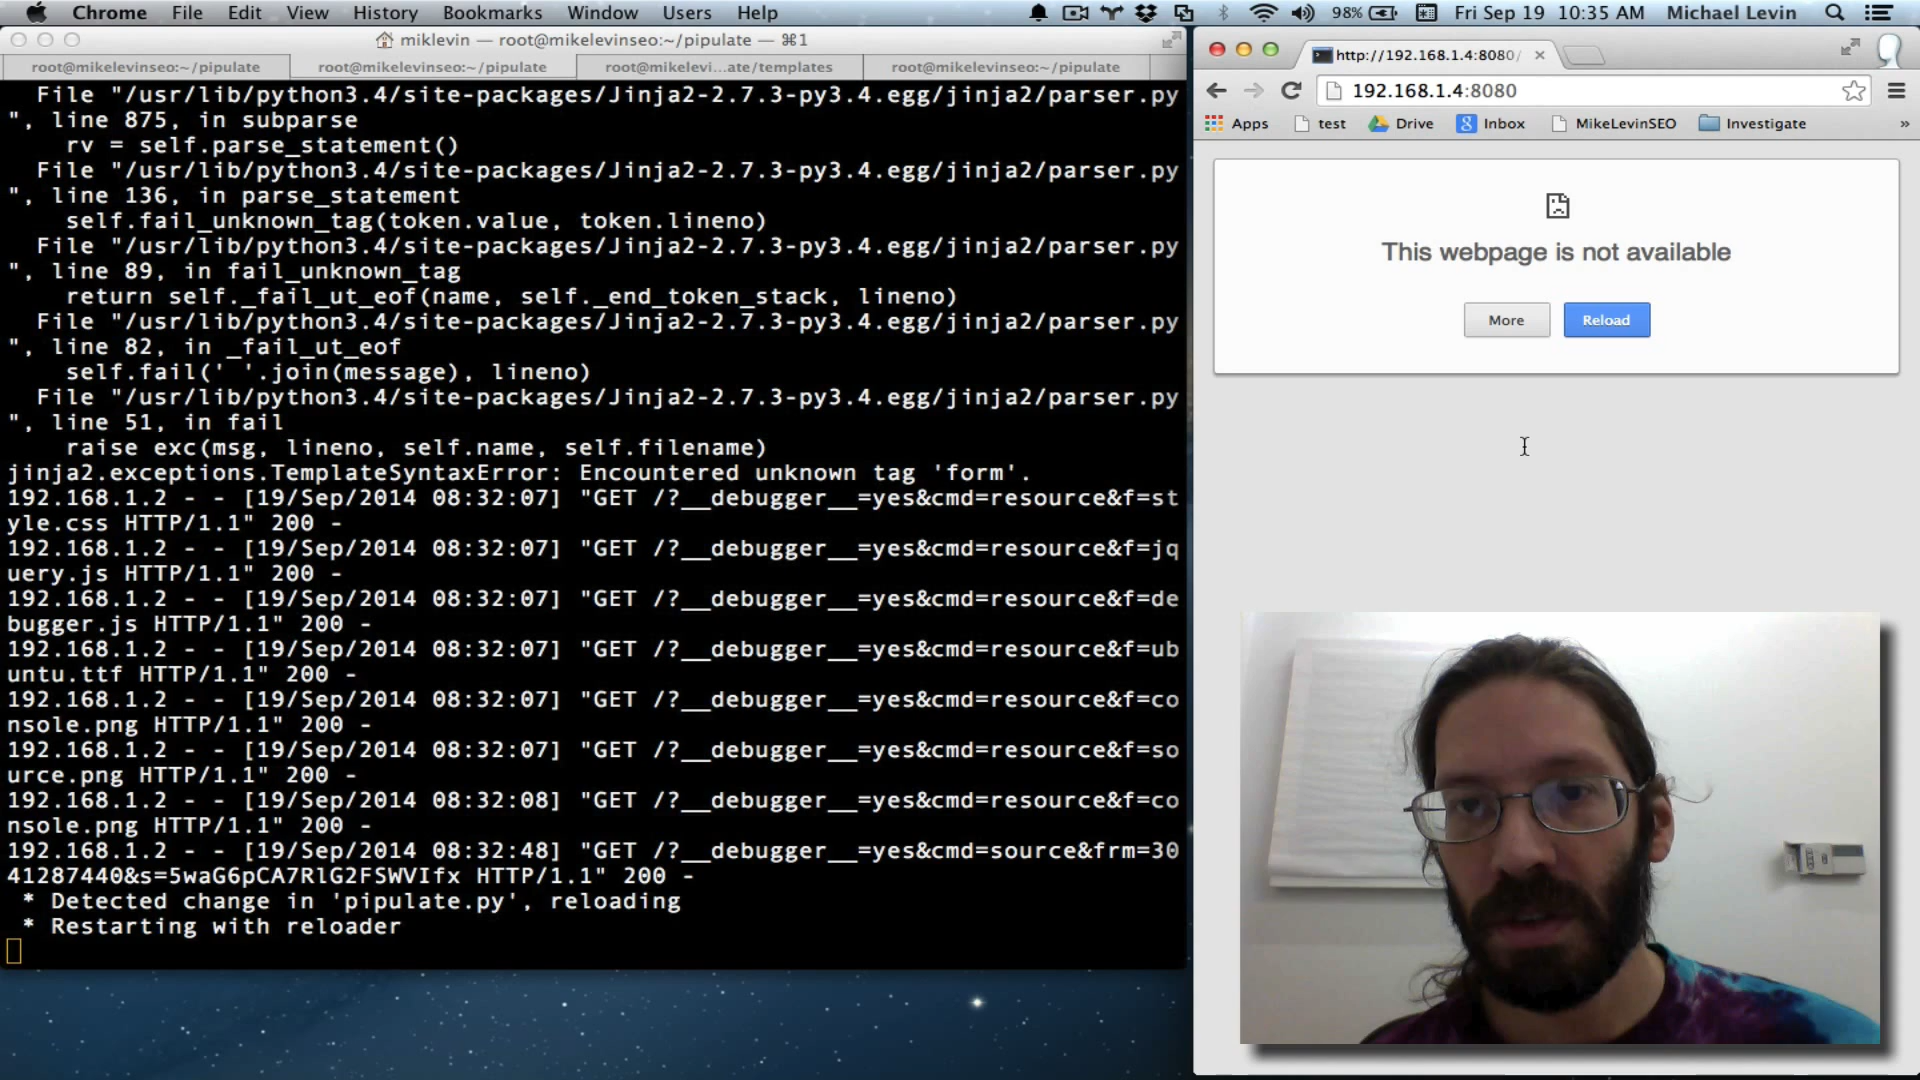 Chrome File Edit View History Bookmarks Window Users Help 98% Fri Sep 19 10:35 AM Michael Levin
miklevin — root@mikelevinseo:~/pipulate — ⌘1
root@mikelevinseo:~/pipulate root@mikelevinseo:~/pipulate root@mikelevi...ate/templates root@mikelevinseo:~/pipulate
File "/usr/lib/python3.4/site-packages/Jinja2-2.7.3-py3.4.egg/jinja2/parser.py
", line 875, in subparse
rv = self.parse_statement()
File "/usr/lib/python3.4/site-packages/Jinja2-2.7.3-py3.4.egg/jinja2/parser.py
", line 136, in parse_statement
self.fail_unknown_tag(token.value, token.lineno)
File "/usr/lib/python3.4/site-packages/Jinja2-2.7.3-py3.4.egg/jinja2/parser.py
", line 89, in fail_unknown_tag
return self._fail_ut_eof(name, self._end_token_stack, lineno)
File "/usr/lib/python3.4/site-packages/Jinja2-2.7.3-py3.4.egg/jinja2/parser.py
", line 82, in _fail_ut_eof
self.fail(' '.join(message), lineno)
File "/usr/lib/python3.4/site-packages/Jinja2-2.7.3-py3.4.egg/jinja2/parser.py
", line 51, in fail
raise exc(msg, lineno, self.name, self.filename)
jinja2.exceptions.TemplateSyntaxError: Encountered unknown tag 'form'.
192.168.1.2 - - [19/Sep/2014 08:32:07] "GET /?__debugger__=yes&cmd=resource&f=st
yle.css HTTP/1.1" 200 -
192.168.1.2 - - [19/Sep/2014 08:32:07] "GET /?__debugger__=yes&cmd=resource&f=jq
uery.js HTTP/1.1" 200 -
192.168.1.2 - - [19/Sep/2014 08:32:07] "GET /?__debugger__=yes&cmd=resource&f=de
bugger.js HTTP/1.1" 200 -
192.168.1.2 - - [19/Sep/2014 08:32:07] "GET /?__debugger__=yes&cmd=resource&f=ub
untu.ttf HTTP/1.1" 200 -
192.168.1.2 - - [19/Sep/2014 08:32:07] "GET /?__debugger__=yes&cmd=resource&f=co
nsole.png HTTP/1.1" 200 -
192.168.1.2 - - [19/Sep/2014 08:32:07] "GET /?__debugger__=yes&cmd=resource&f=so
urce.png HTTP/1.1" 200 -
192.168.1.2 - - [19/Sep/2014 08:32:08] "GET /?__debugger__=yes&cmd=resource&f=co
nsole.png HTTP/1.1" 200 -
192.168.1.2 - - [19/Sep/2014 08:32:48] "GET /?__debugger__=yes&cmd=source&frm=30
41287440&s=5waG6pCA7RlG2FSWVIfx HTTP/1.1" 200 -
* Detected change in 'pipulate.py', reloading
* Restarting with reloader
http://192.168.1.4:8080/
192.168.1.4:8080
Apps test Drive Inbox MikeLevinSEO Investigate »
This webpage is not available
More Reload